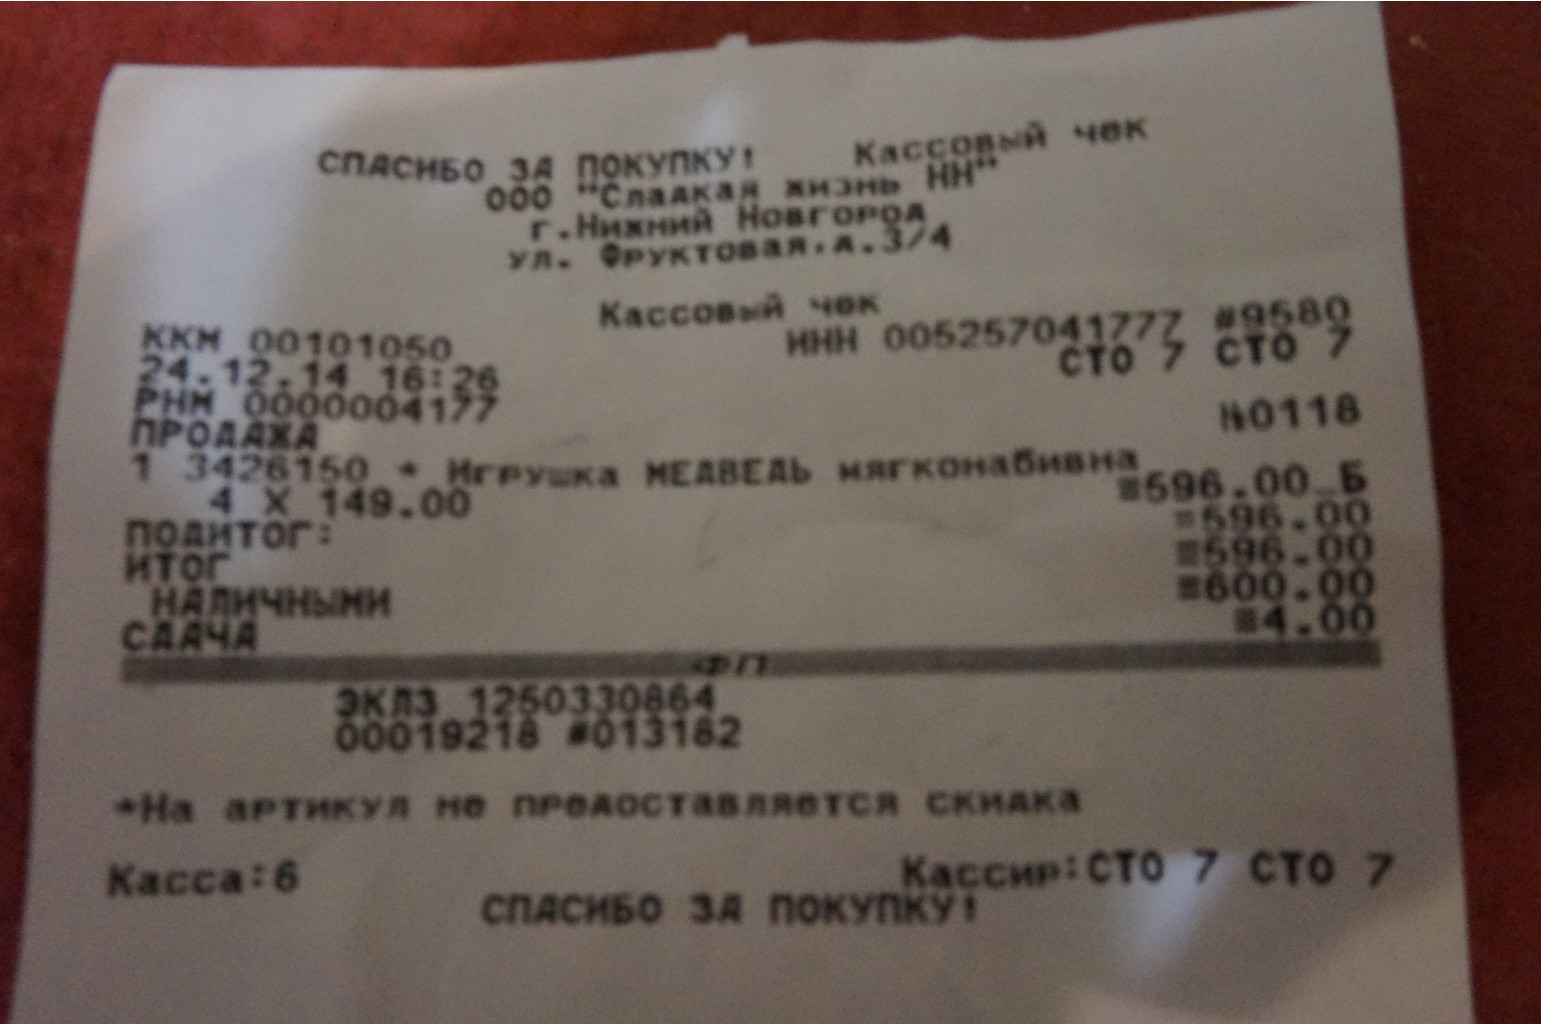 СПАСИБО ЗА ПОКУПКУ! Кассовый чек
ООО "Сладкая жизнь НН"
г.Нижний Новгород
ул. Фруктовая,д.3/4
Кассовый чек
ККМ 00101050 ИНН 005257041777 #9580
24.12.14 16:26 СТО 7 СТО 7
РНМ 0000004177
ПРОДАЖА №0118
1 3426150 * Игрушка МЕДВЕДЬ мягконабивна
4 X 149.00 ≡596.00_Б
ПОДИТОГ: ≡596.00
ИТОГ ≡596.00
НАЛИЧНЫМИ ≡600.00
СДАЧА ≡4.00
ФП
ЭКЛЗ 1250330864
00019218 #013182
*На артикул не предоставляется скидка
Касса:6 Кассир:СТО 7 СТО 7
СПАСИБО ЗА ПОКУПКУ!